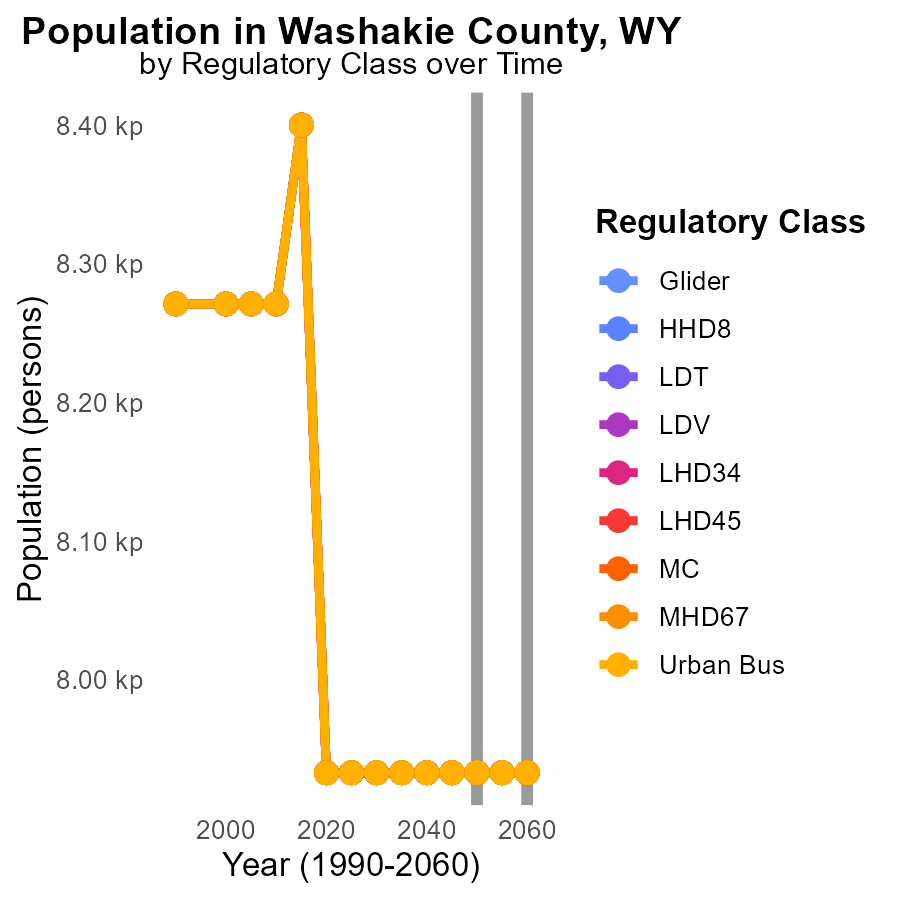 Population in Washakie County, WY
by Regulatory Class over Time
Population (persons)
8.40 kp
8.30 kp
8.20 kp
8.10 kp
8.00 kp
2000 2020 2040 2060
Year (1990-2060)
Regulatory Class
Glider
HHD8
LDT
LDV
LHD34
LHD45
MC
MHD67
Urban Bus